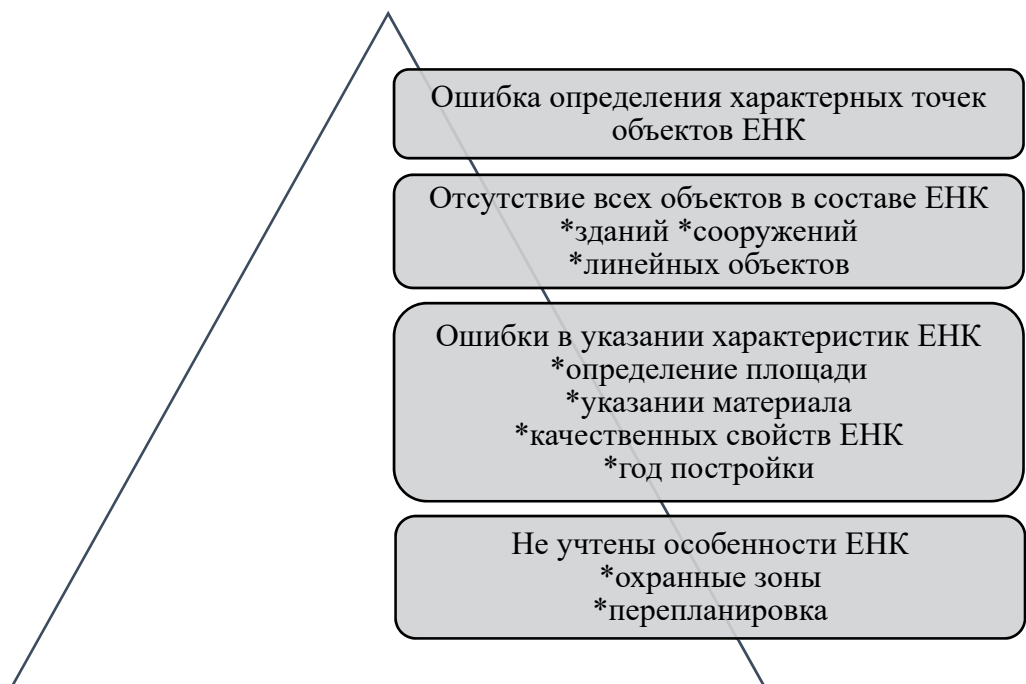 Ошибка определения характерных точек
объектов ЕНК
Отсутствие всех объектов в составе ЕНК
*зданий *сооружений
*линейных объектов
Ошибки в указании характеристик ЕНК
*определение площади
*указании материала
*качественных свойств ЕНК
*год постройки
Не учтены особенности ЕНК
*охранные зоны
*перепланировка